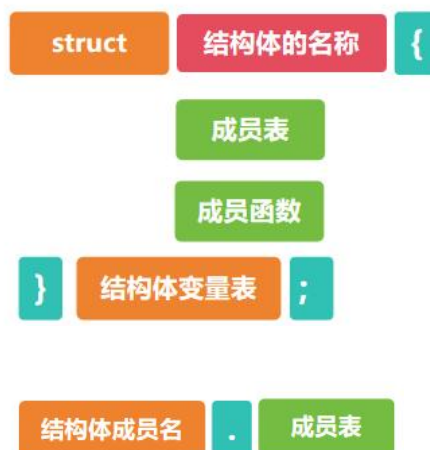 struct 结构体的名称 {
成员表
成员函数
} 结构体变量表 ;
结构体成员名 . 成员表